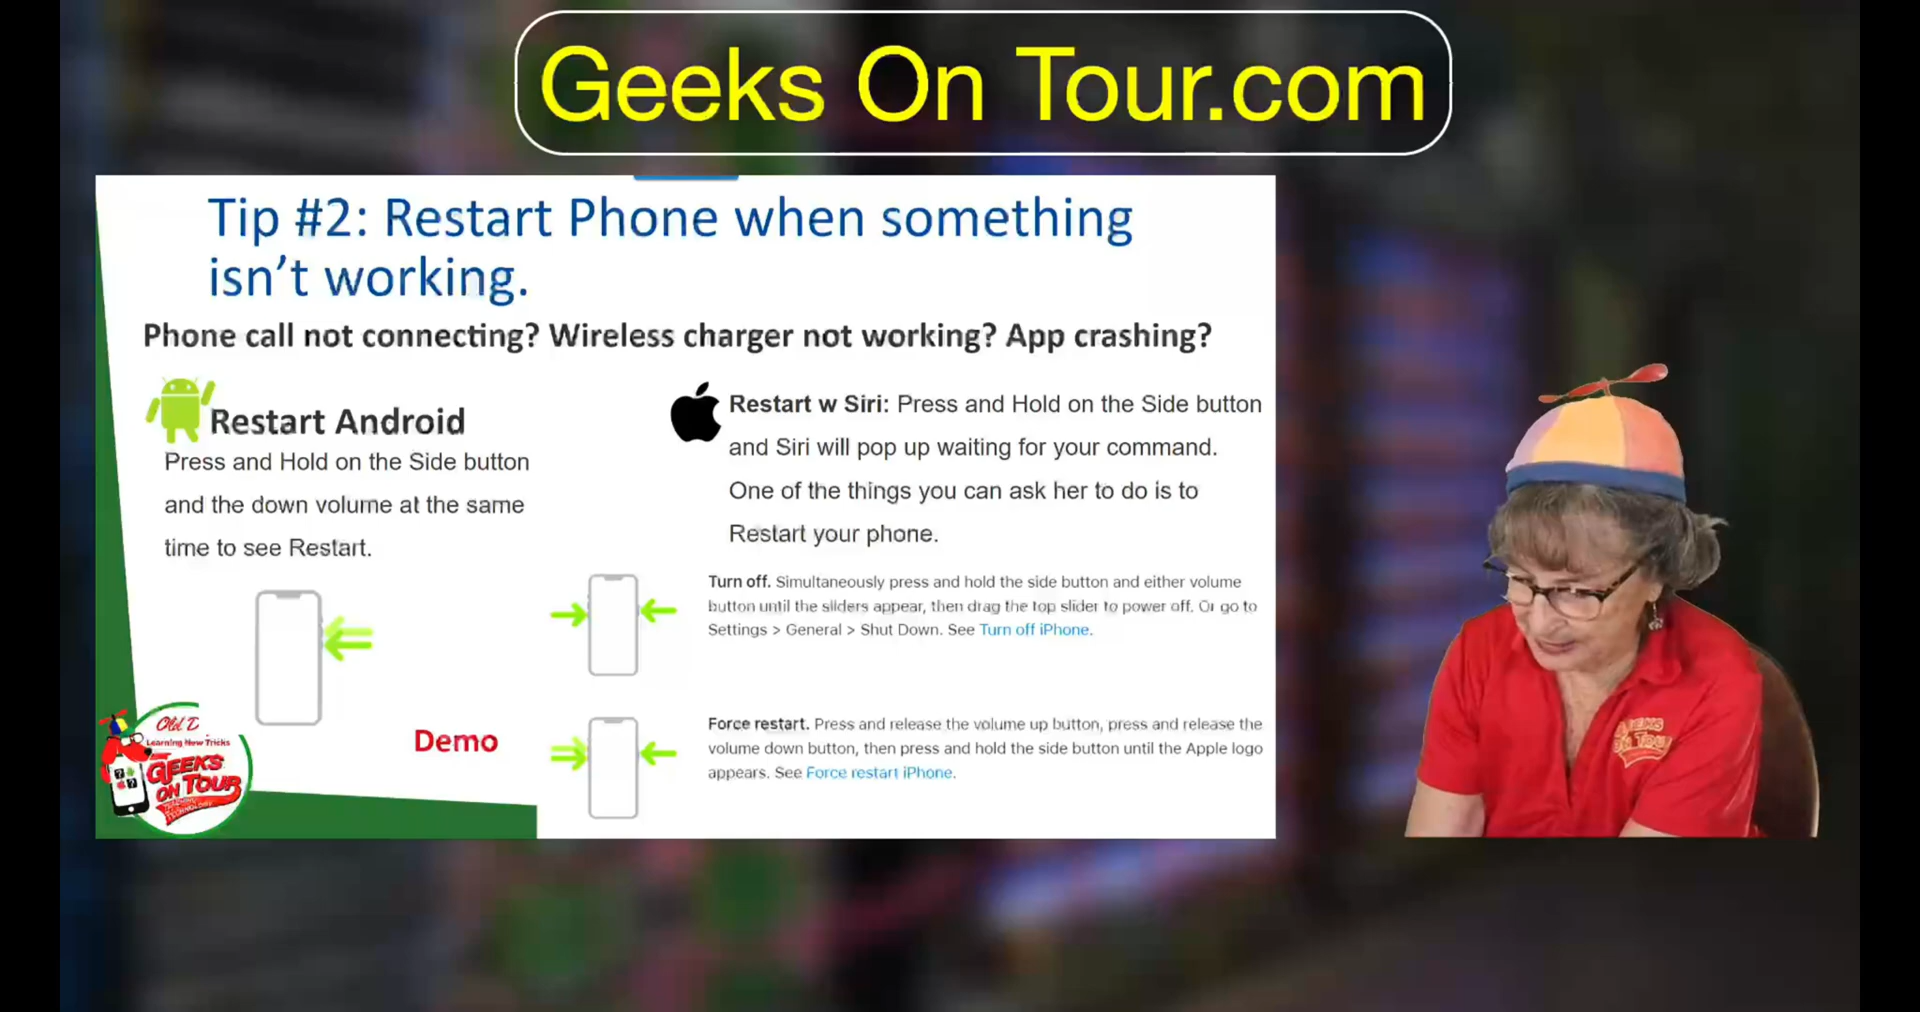 Geeks On Tour.com
Tip #2: Restart Phone when something
isn't working.
Phone call not connecting? Wireless charger not working? App crashing?
Restart Android
Press and Hold on the Side button
and the down volume at the same
time to see Restart.
Restart w Siri: Press and Hold on the Side button
and Siri will pop up waiting for your command.
One of the things you can ask her to do is to
Restart your phone.
Turn off. Simultaneously press and hold the side button and either volume
button until the sliders appear, then drag the top slider to power off. Or go to
Settings > General > Shut Down. See Turn off iPhone.
Demo
Force restart. Press and release the volume up button, press and release the
volume down button, then press and hold the side button until the Apple logo
appears. See Force restart iPhone.
Learning New Tricks
GEEKS
ON TOUR
GEEKS
ON TOUR